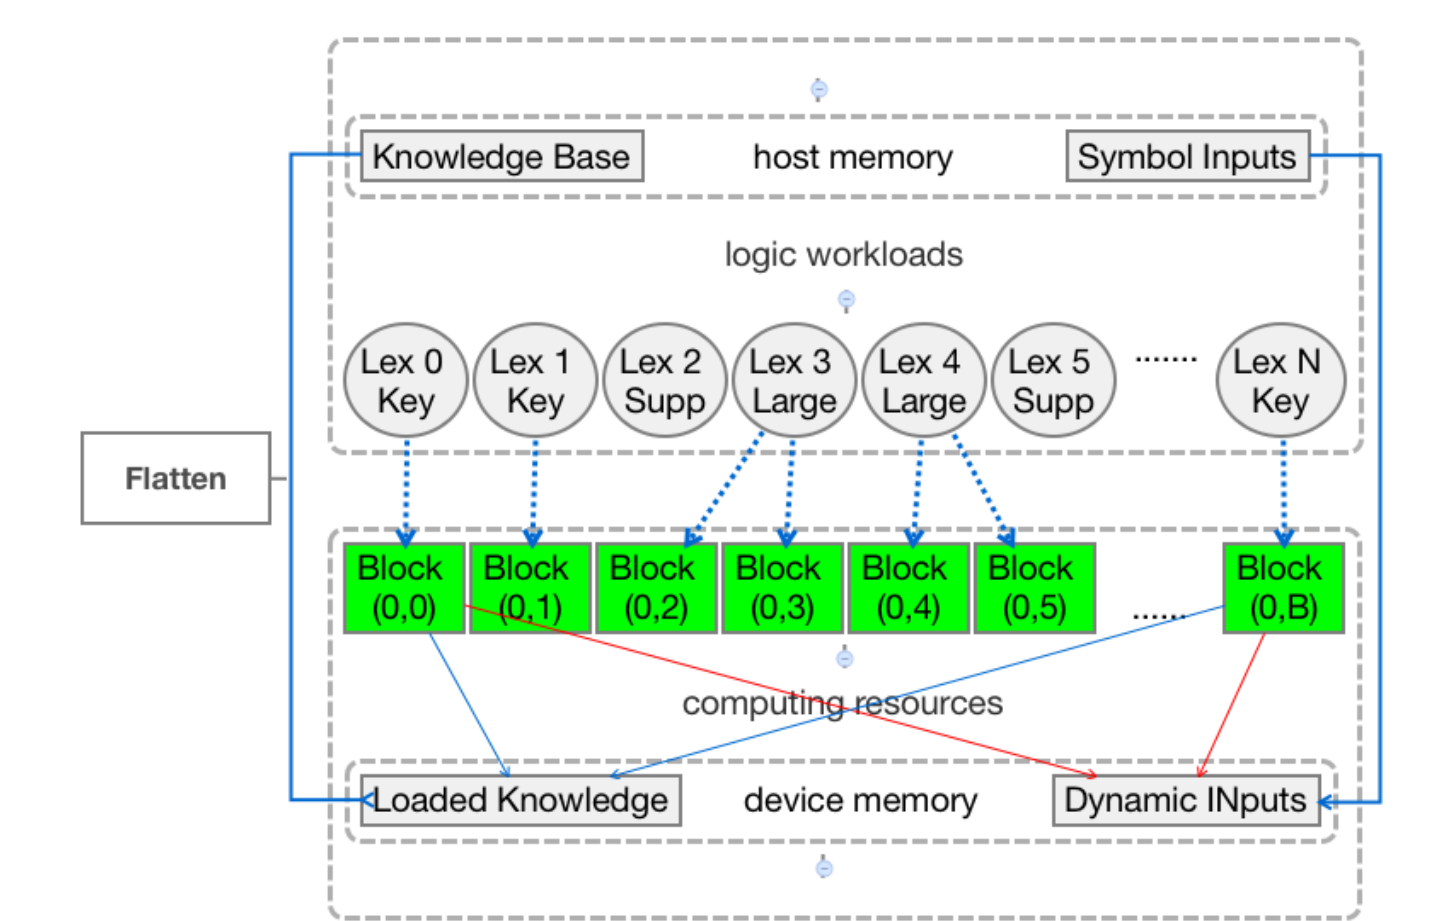 Knowledge Base
host memory
Symbol Inputs
logic workloads
Lex 0
Key
Lex 1
Key
Lex 2
Supp
Lex 3
Large
Lex 4
Large
Lex 5
Supp
.......
Lex N
Key
Flatten
Block
(0,0)
Block
(0,1)
Block
(0,2)
Block
(0,3)
Block
(0,4)
Block
(0,5)
......
Block
(0,B)
computing resources
Loaded Knowledge
device memory
Dynamic INputs